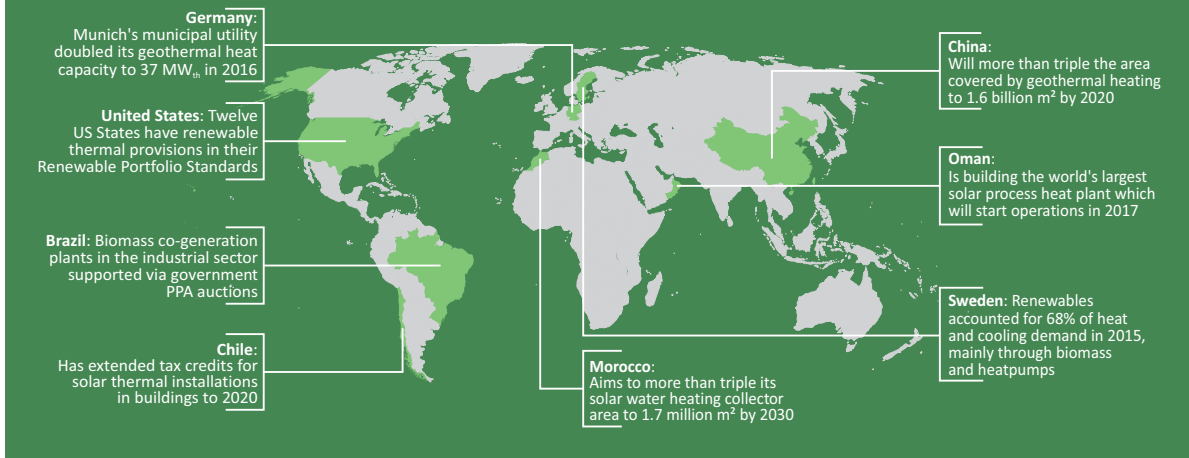 Germany:
Munich's municipal utility
doubled its geothermal heat
capacity to 37 MWth in 2016
United States: Twelve
US States have renewable
thermal provisions in their
Renewable Portfolio Standards
Brazil: Biomass co-generation
plants in the industrial sector
supported via government
PPA auctions
Chile:
Has extended tax credits for
solar thermal installations
in buildings to 2020
Morocco:
Aims to more than triple its
solar water heating collector
area to 1.7 million m² by 2030
China:
Will more than triple the area
covered by geothermal heating
to 1.6 billion m² by 2020
Oman:
Is building the world's largest
solar process heat plant which
will start operations in 2017
Sweden: Renewables
accounted for 68% of heat
and cooling demand in 2015,
mainly through biomass
and heatpumps